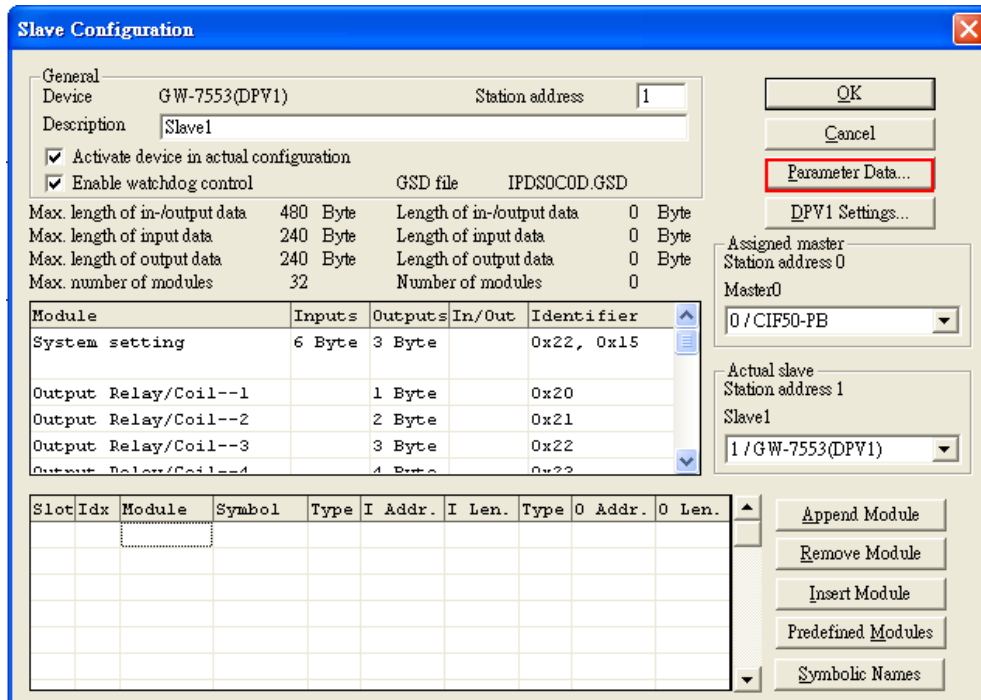 Slave Configuration
General
Device GW-7553(DPV1) Station address 1
Description Slave1
Activate device in actual configuration
Enable watchdog control GSD file IPDS0C0D.GSD
OK
Cancel
Parameter Data...
DPV1 Settings...
Max. length of in-/output data 480 Byte Length of in-/output data 0 Byte
Max. length of input data 240 Byte Length of input data 0 Byte
Max. length of output data 240 Byte Length of output data 0 Byte
Max. number of modules 32 Number of modules 0
Assigned master
Station address 0
Master0
0 / CIF50-PB
Module Inputs Outputs In/Out Identifier
System setting 6 Byte 3 Byte 0x22, 0x15
Output Relay/Coil--1 1 Byte 0x20
Output Relay/Coil--2 2 Byte 0x21
Output Relay/Coil--3 3 Byte 0x22
Output Relay/Coil--4 4 Byte 0x23
Actual slave
Station address 1
Slave1
1 / GW-7553(DPV1)
Slot Idx Module Symbol Type I Addr. I Len. Type O Addr. O Len.
Append Module
Remove Module
Insert Module
Predefined Modules
Symbolic Names